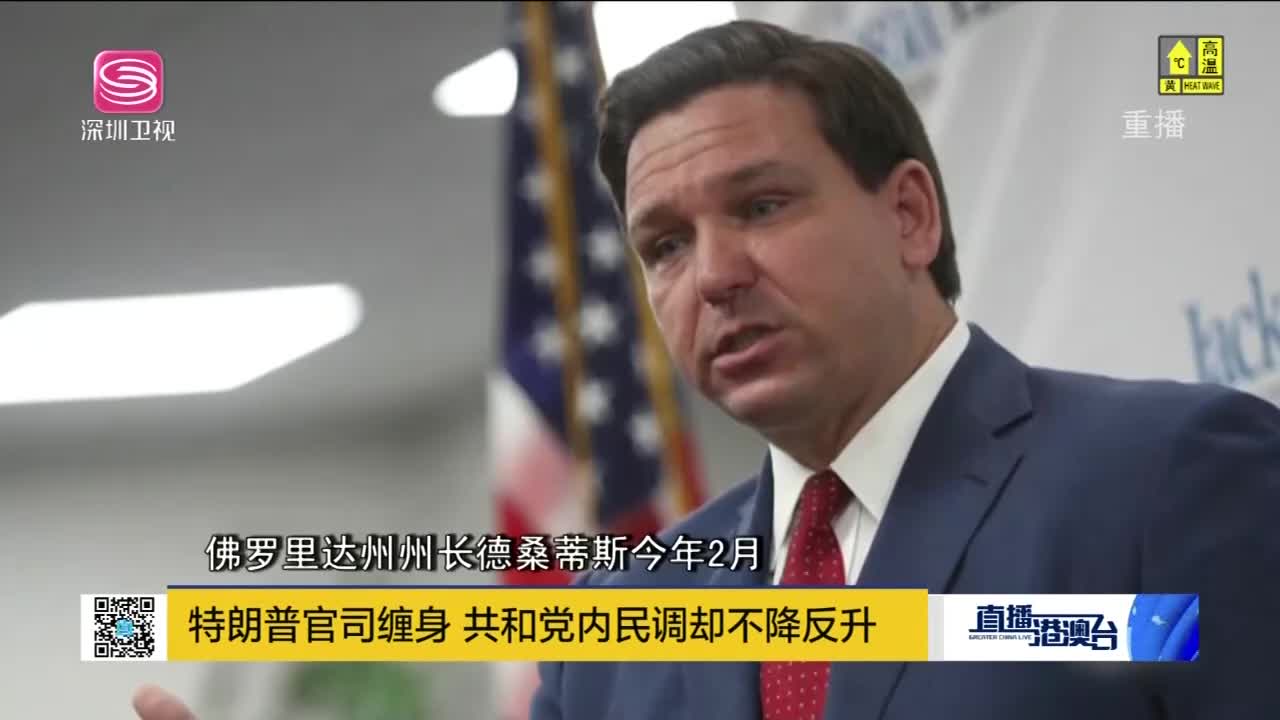 深圳卫视
℃
高温
黄
HEAT WAVE
重播
Jack
佛罗里达州州长德桑蒂斯今年2月
特朗普官司缠身 共和党内民调却不降反升
直播港澳台
GREATER CHINA LIVE